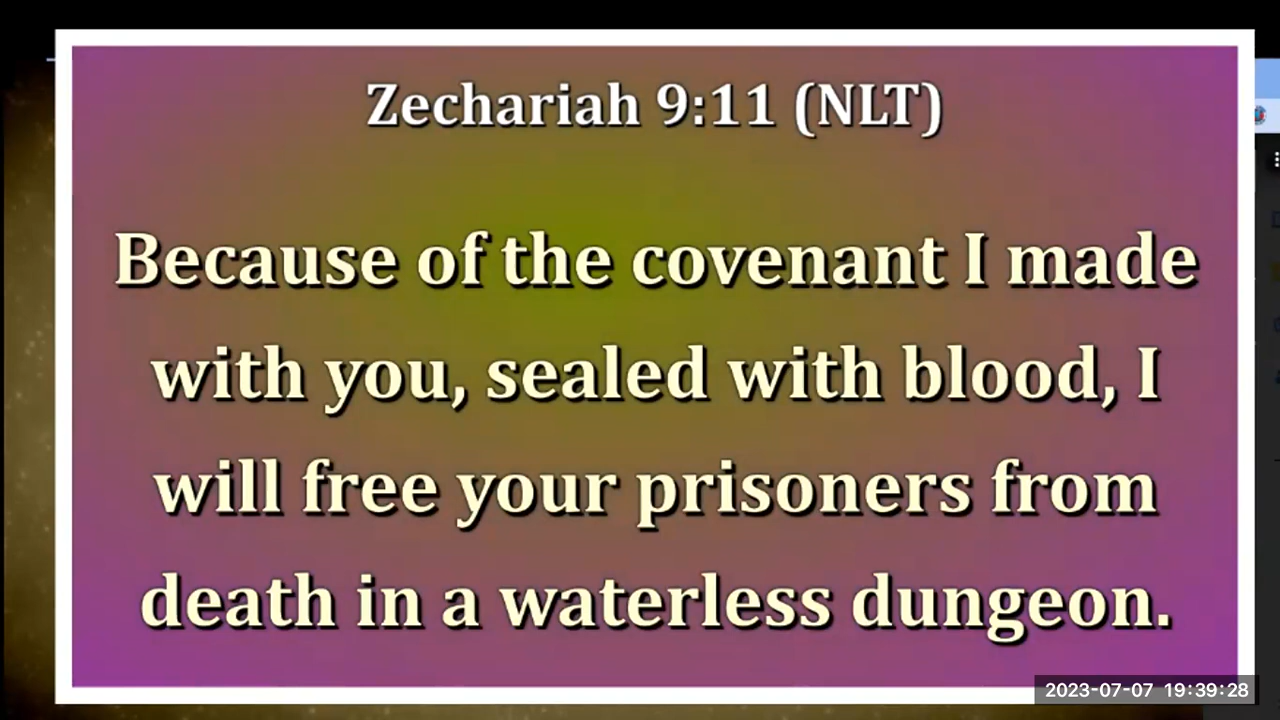 Zechariah 9:11 (NLT)
Because of the covenant I made
with you, sealed with blood, I
will free your prisoners from
death in a waterless dungeon.
2023-07-07 19:39:28